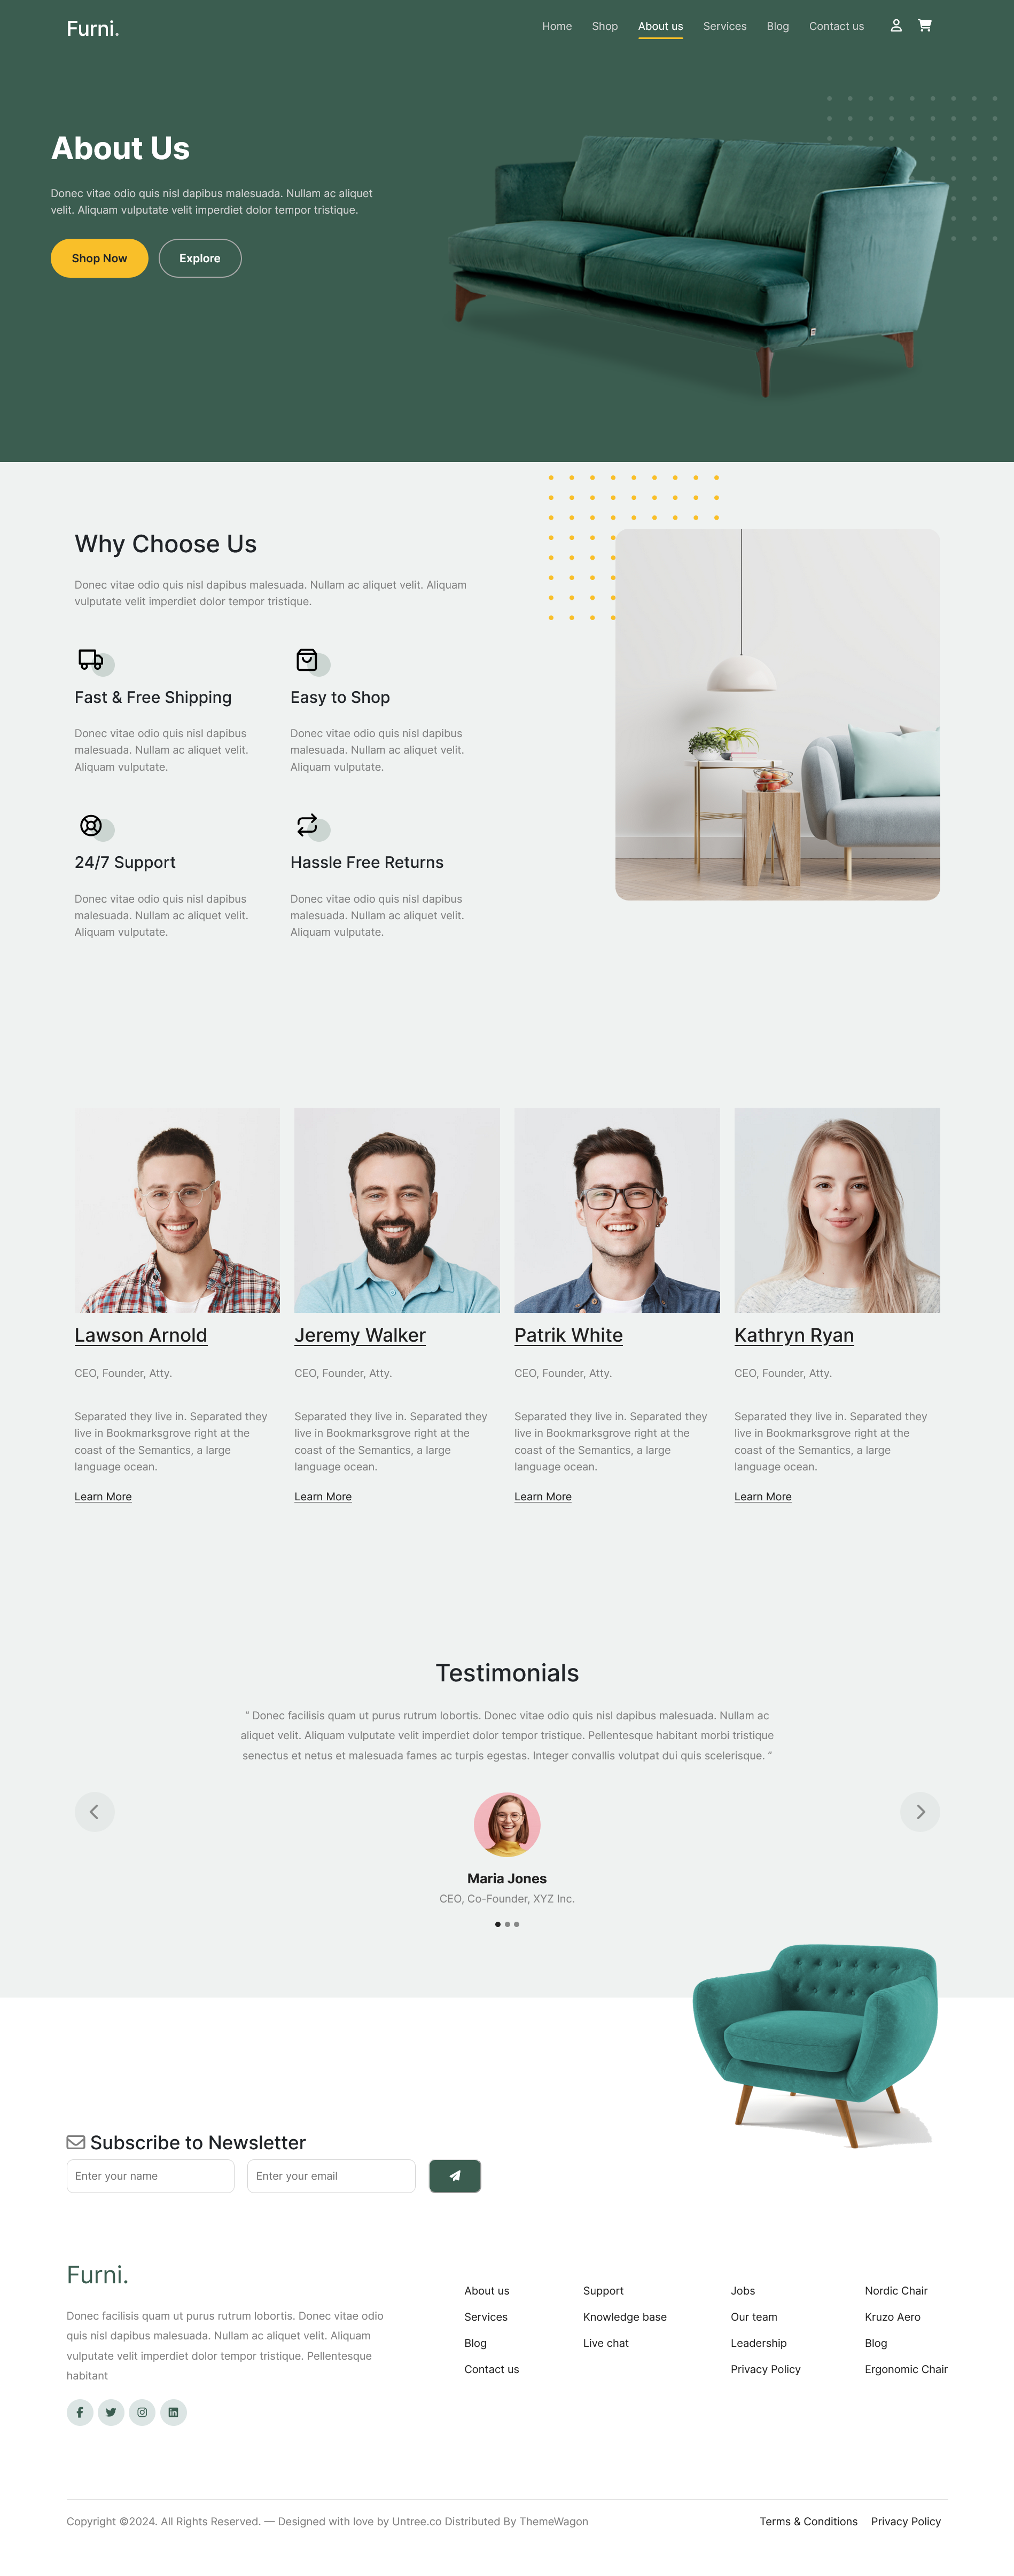 Furni.
Home Shop About us Services Blog Contact us
About Us
Donec vitae odio quis nisl dapibus malesuada. Nullam ac aliquet
velit. Aliquam vulputate velit imperdiet dolor tempor tristique.
Shop Now Explore
Why Choose Us
Donec vitae odio quis nisl dapibus malesuada. Nullam ac aliquet velit. Aliquam
vulputate velit imperdiet dolor tempor tristique.
Fast & Free Shipping
Donec vitae odio quis nisl dapibus
malesuada. Nullam ac aliquet velit.
Aliquam vulputate.
Easy to Shop
Donec vitae odio quis nisl dapibus
malesuada. Nullam ac aliquet velit.
Aliquam vulputate.
24/7 Support
Donec vitae odio quis nisl dapibus
malesuada. Nullam ac aliquet velit.
Aliquam vulputate.
Hassle Free Returns
Donec vitae odio quis nisl dapibus
malesuada. Nullam ac aliquet velit.
Aliquam vulputate.
Lawson Arnold
CEO, Founder, Atty.
Separated they live in. Separated they
live in Bookmarksgrove right at the
coast of the Semantics, a large
language ocean.
Learn More
Jeremy Walker
CEO, Founder, Atty.
Separated they live in. Separated they
live in Bookmarksgrove right at the
coast of the Semantics, a large
language ocean.
Learn More
Patrik White
CEO, Founder, Atty.
Separated they live in. Separated they
live in Bookmarksgrove right at the
coast of the Semantics, a large
language ocean.
Learn More
Kathryn Ryan
CEO, Founder, Atty.
Separated they live in. Separated they
live in Bookmarksgrove right at the
coast of the Semantics, a large
language ocean.
Learn More
Testimonials
“ Donec facilisis quam ut purus rutrum lobortis. Donec vitae odio quis nisl dapibus malesuada. Nullam ac
aliquet velit. Aliquam vulputate velit imperdiet dolor tempor tristique. Pellentesque habitant morbi tristique
senectus et netus et malesuada fames ac turpis egestas. Integer convallis volutpat dui quis scelerisque. ”
Maria Jones
CEO, Co-Founder, XYZ Inc.
Subscribe to Newsletter
Enter your name Enter your email
Furni.
Donec facilisis quam ut purus rutrum lobortis. Donec vitae odio
quis nisl dapibus malesuada. Nullam ac aliquet velit. Aliquam
vulputate velit imperdiet dolor tempor tristique. Pellentesque
habitant
About us
Services
Blog
Contact us
Support
Knowledge base
Live chat
Jobs
Our team
Leadership
Privacy Policy
Nordic Chair
Kruzo Aero
Blog
Ergonomic Chair
Copyright ©2024. All Rights Reserved. — Designed with love by Untree.co Distributed By ThemeWagon
Terms & Conditions Privacy Policy